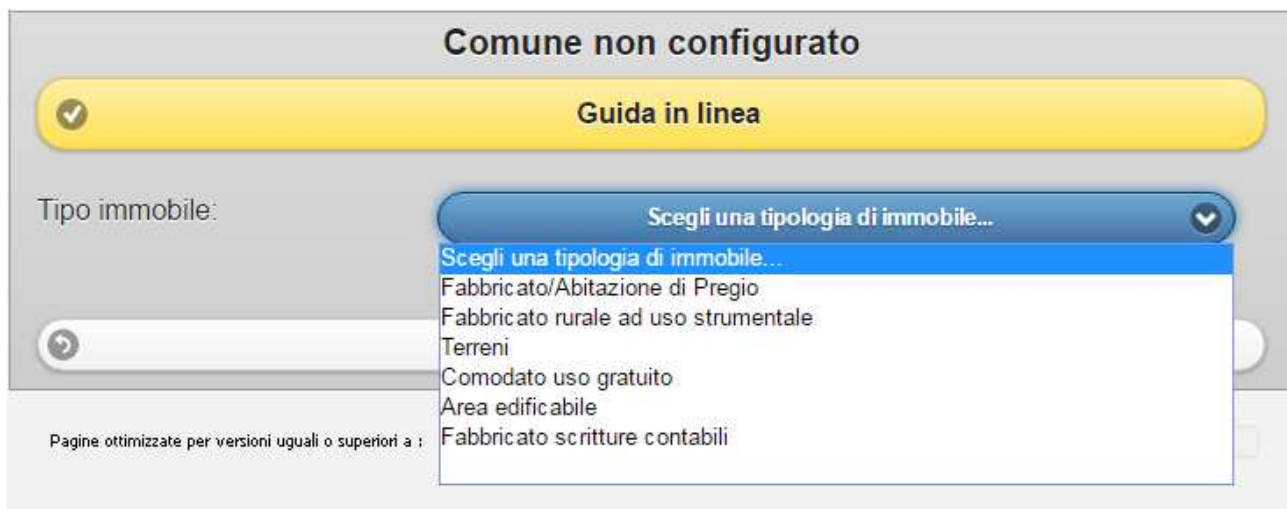 Comune non configurato
Guida in linea
Tipo immobile:
Scegli una tipologia di immobile...
Scegli una tipologia di immobile...
Fabbricato/Abitazione di Pregio
Fabbricato rurale ad uso strumentale
Terreni
Comodato uso gratuito
Area edificabile
Fabbricato scritture contabili
Pagine ottimizzate per versioni uguali o superiori a :